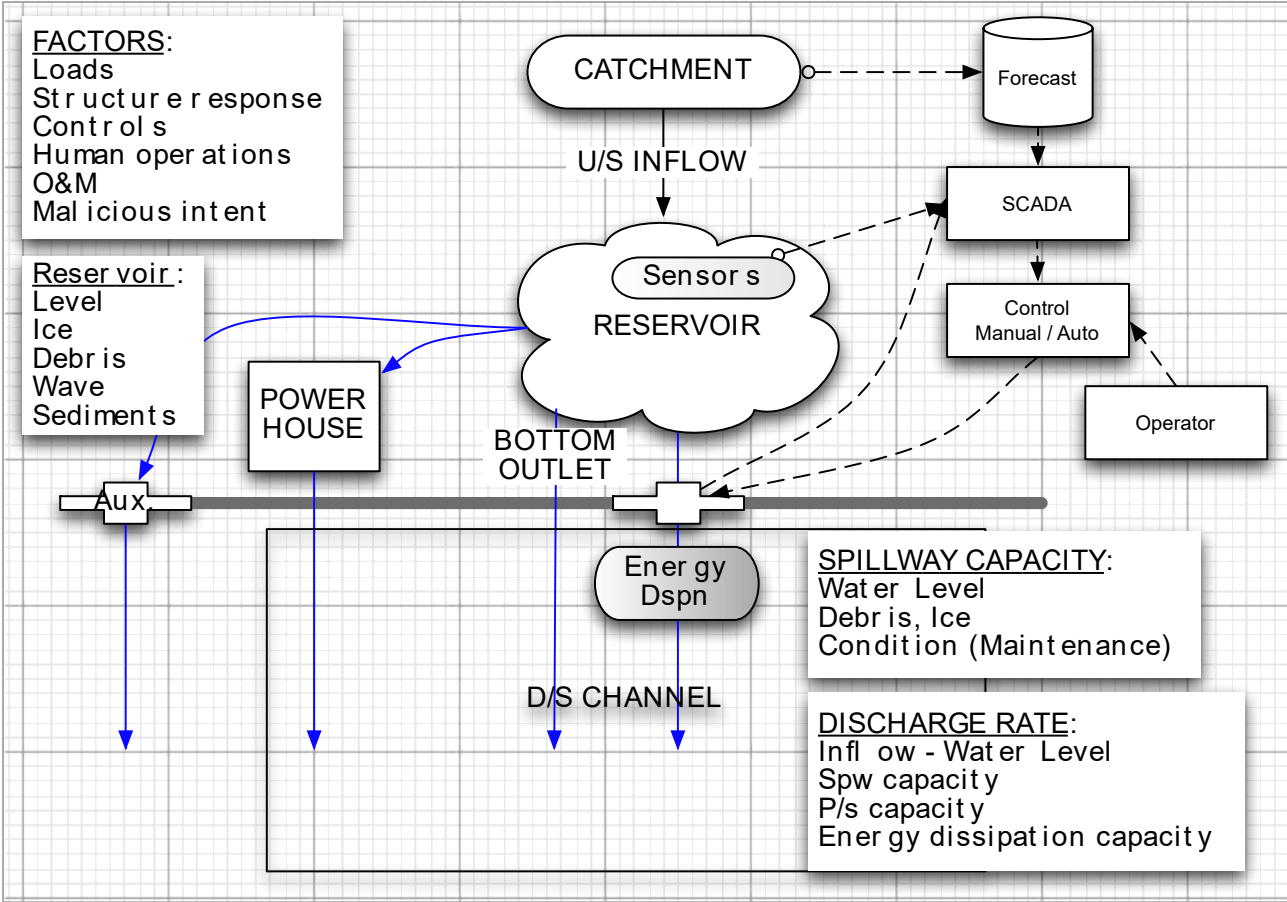 FACTORS:
Loads
Structure response
Controls
Human operations
O&M
Malicious intent
CATCHMENT
Forecast
U/S INFLOW
SCADA
Sensors
RESERVOIR
Reservoir:
Level
Ice
Debris
Wave
Sediments
Control
Manual / Auto
Operator
POWER
HOUSE
BOTTOM
OUTLET
Aux.
Energy
Dspn
SPILLWAY CAPACITY:
Water Level
Debris, Ice
Condition (Maintenance)
D/S CHANNEL
DISCHARGE RATE:
Inflow - Water Level
Spw capacity
P/s capacity
Energy dissipation capacity